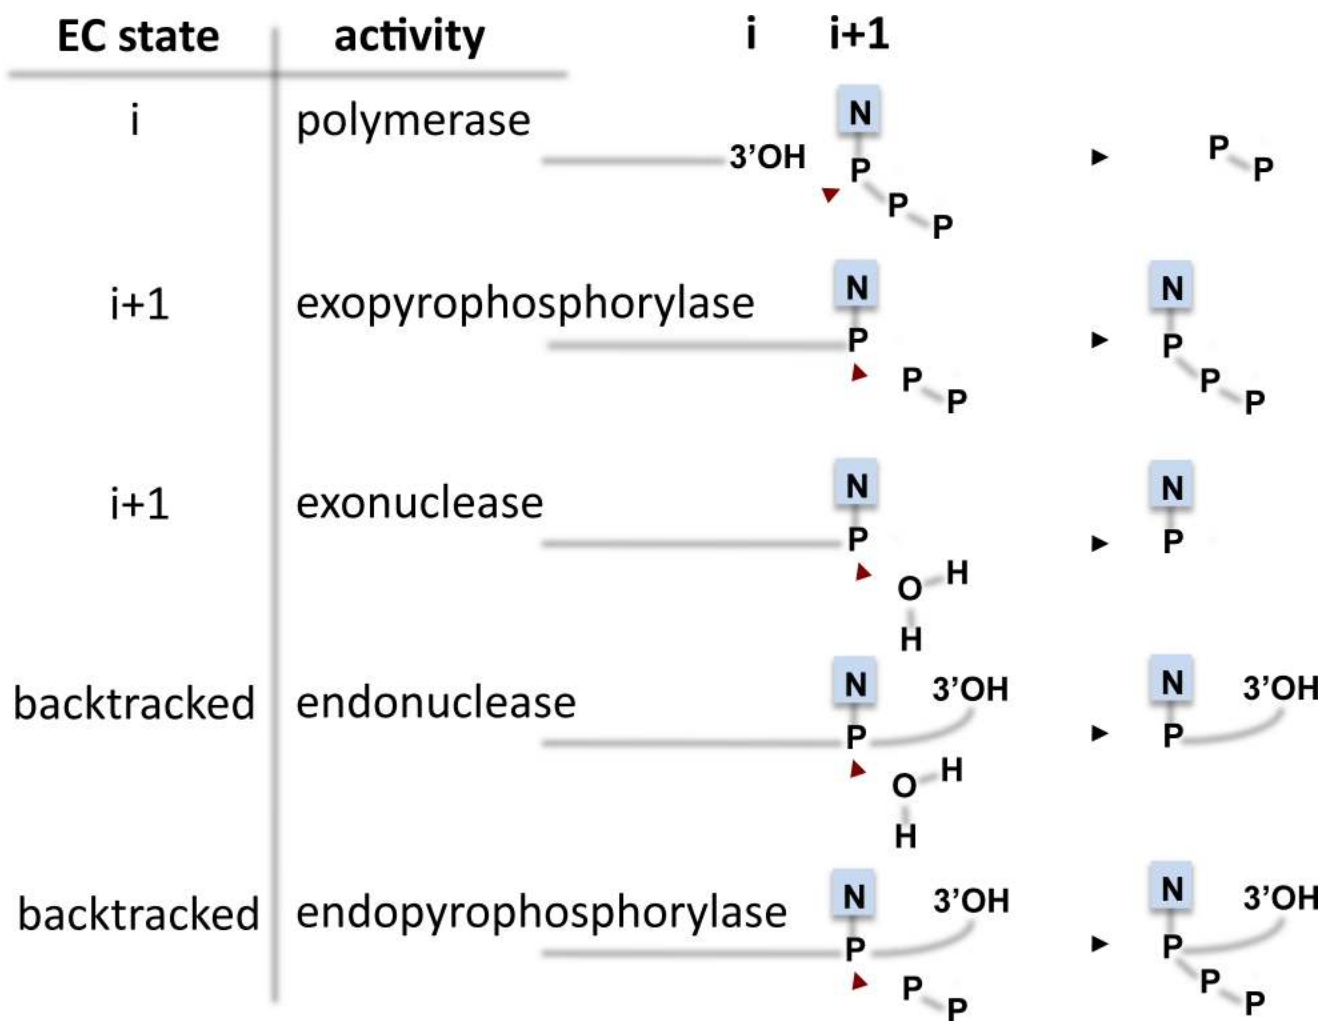 EC state activity i i+1
N
i polymerase
3'OH P P P
P P
N N
i+1 exopyrophosphorylase
P P
P P P P
N N
i+1 exonuclease
P P
O H
H
N 3'OH N 3'OH
backtracked endonuclease
P P
O H
H
N 3'OH N 3'OH
backtracked endopyrophosphorylase
P P
P P P P